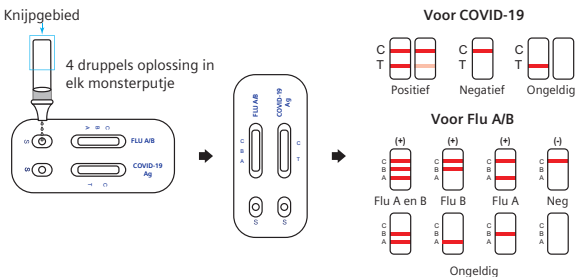 Knijpgebied
4 druppels oplossing in
elk monsterputje
S
C B A
FLU A/B
S
T C
COVID-19
Ag
FLU A/B
COVID-19
Ag
C
B
A
C
T
S
S
Voor COVID-19
C
T
Positief
Negatief
Ongeldig
Voor Flu A/B
(+)
(+)
(+)
(-)
C
B
A
C
B
A
C
B
A
C
B
A
Flu A en B
Flu B
Flu A
Neg
C
B
A
C
B
A
C
B
A
C
B
A
Ongeldig